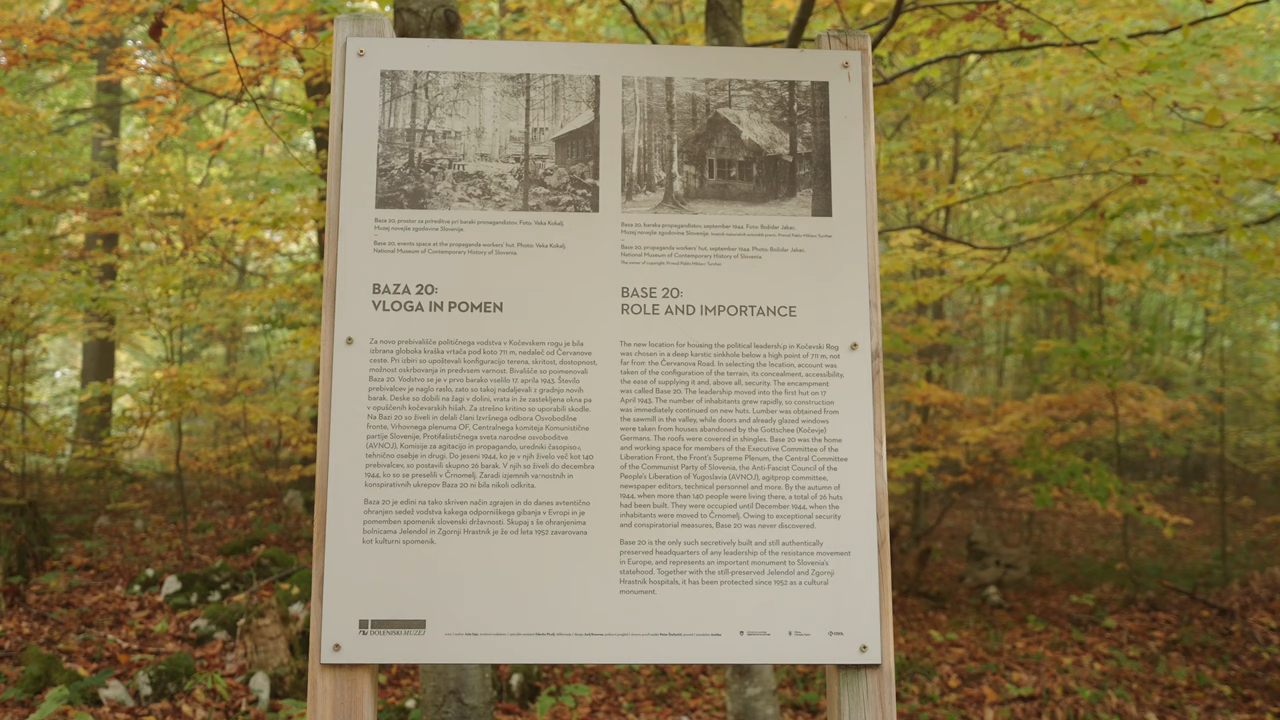 Baza 20, prostor za prireditve pri baraki propagandistov. Foto: Veka Kokalj,
Muzej novejše zgodovine Slovenije.
Base 20, events space at the propaganda workers' hut. Photo: Veka Kokalj,
National Museum of Contemporary History of Slovenia.
BAZA 20:
VLOGA IN POMEN
Za novo prebivališče političnega vodstva v Kočevskem rogu je bila
izbrana globoka kraška vrtača pod koto 711 m, nedaleč od Červanove
ceste. Pri izbiri so upoštevali konfiguracijo terena, skritost, dostopnost,
možnost oskrbovanja in predvsem varnost. Bivališče so poimenovali
Baza 20. Vodstvo se je v prvo barako vselilo 17. aprila 1943. Število
prebivalcev je naglo raslo, zato so takoj nadaljevali z gradnjo novih
barak. Deske so dobili na žagi v dolini, vrata in že zastekljena okna pa
v opuščenih kočevarskih hišah. Za strešno kritino so uporabili skodle.
Na Bazi 20 so živeli in delali člani Izvršnega odbora Osvobodilne
fronte, Vrhovnega plenuma OF, Centralnega komiteja Komunistične
partije Slovenije, Protifašističnega sveta narodne osvoboditve
(AVNOJ), Komisije za agitacijo in propagando, uredniki časopisov,
tehnično osebje in drugi. Do jeseni 1944, ko je v njih živelo več kot 140
prebivalcev, so postavili skupno 26 barak. V njih so živeli do decembra
1944, ko so se preselili v Črnomelj. Zaradi izjemnih varnostnih in
konspirativnih ukrepov Baza 20 ni bila nikoli odkrita.
Baza 20 je edini na tako skriven način zgrajen in do danes avtentično
ohranjen sedež vodstva kakega odporniškega gibanja v Evropi in je
pomemben spomenik slovenski državnosti. Skupaj s še ohranjenima
bolnicama Jelendol in Zgornji Hrastnik je že od leta 1952 zavarovana
kot kulturni spomenik.
Baza 20, baraka propagandistov, september 1944. Foto: Božidar Jakac,
Muzej novejše zgodovine Slovenije.
Base 20, propaganda workers' hut, september 1944. Photo: Božidar Jakac,
National Museum of Contemporary History of Slovenia.
BASE 20:
ROLE AND IMPORTANCE
The new location for housing the political leadership in Kočevski Rog
was chosen in a deep karstic sinkhole below a high point of 711 m, not
far from the Červanova Road. In selecting the location, account was
taken of the configuration of the terrain, its concealment, accessibility,
the ease of supplying it and, above all, security. The encampment
was called Base 20. The leadership moved into the first hut on 17
April 1943. The number of inhabitants grew rapidly, so construction
was immediately continued on new huts. Lumber was obtained from
the sawmill in the valley, while doors and already glazed windows
were taken from houses abandoned by the Gottschee (Kočevje)
Germans. The roofs were covered in shingles. Base 20 was the home
and working space for members of the Executive Committee of the
Liberation Front, the Front's Supreme Plenum, the Central Committee
of the Communist Party of Slovenia, the Anti-Fascist Council of the
People's Liberation of Yugoslavia (AVNOJ), agitprop committee,
newspaper editors, technical personnel and more. By the autumn of
1944, when more than 140 people were living there, a total of 26 huts
had been built. They were occupied until December 1944, when the
inhabitants moved to Črnomelj. Owing to exceptional security
and conspiratorial measures, Base 20 was never discovered.
Base 20 is the only such secretively built and still authentically
preserved headquarters of any leadership of the resistance movement
in Europe, and represents an important monument to Slovenia's
statehood. Together with the still-preserved Jelendol and Zgornji
Hrastnik hospitals, it has been protected since 1952 as a cultural
monument.
DOLENJSKI MUZEJ